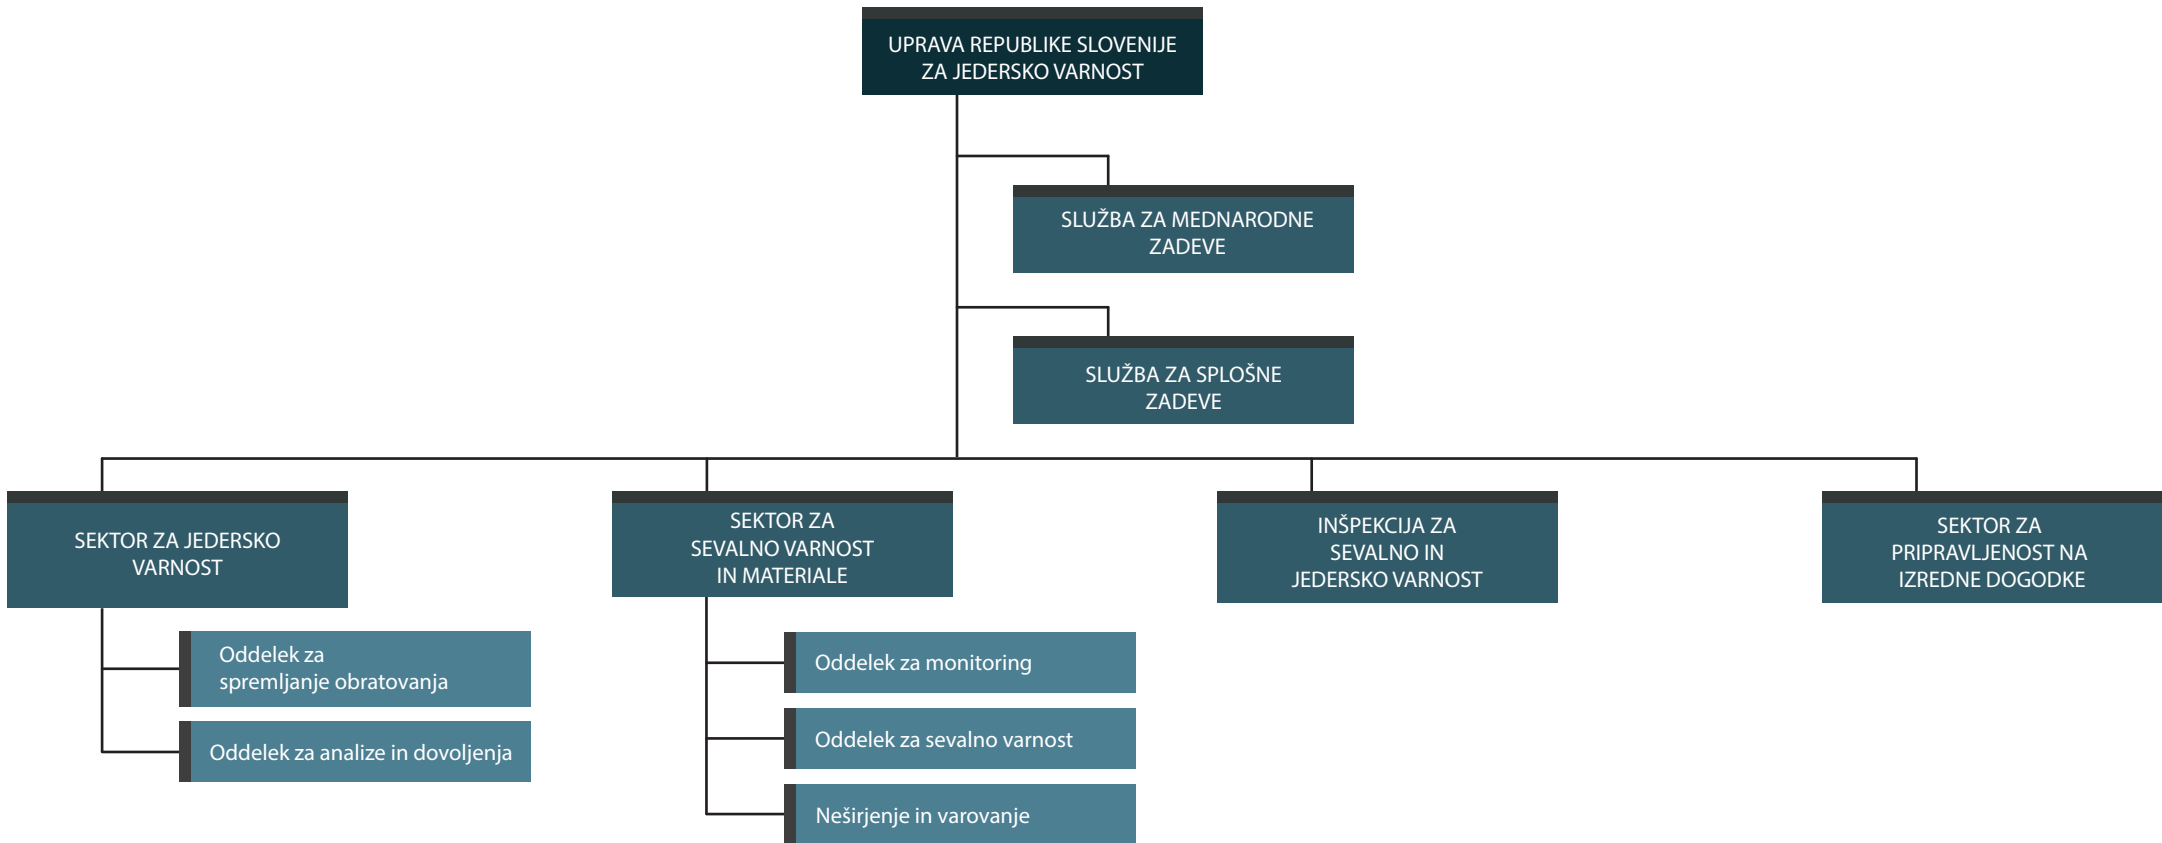 UPRAVA REPUBLIKE SLOVENIJE
ZA JEDERSKO VARNOST
SLUŽBA ZA MEDNARODNE
ZADEVE
SLUŽBA ZA SPLOŠNE
ZADEVE
SEKTOR ZA JEDERSKO
VARNOST
Oddelek za
spremljanje obratovanja
Oddelek za analize in dovoljenja
SEKTOR ZA
SEVALNO VARNOST
IN MATERIALE
Oddelek za monitoring
Oddelek za sevalno varnost
Neširjenje in varovanje
INŠPEKCIJA ZA
SEVALNO IN
JEDERSKO VARNOST
SEKTOR ZA
PRIPRAVLJENOST NA
IZREDNE DOGODKE